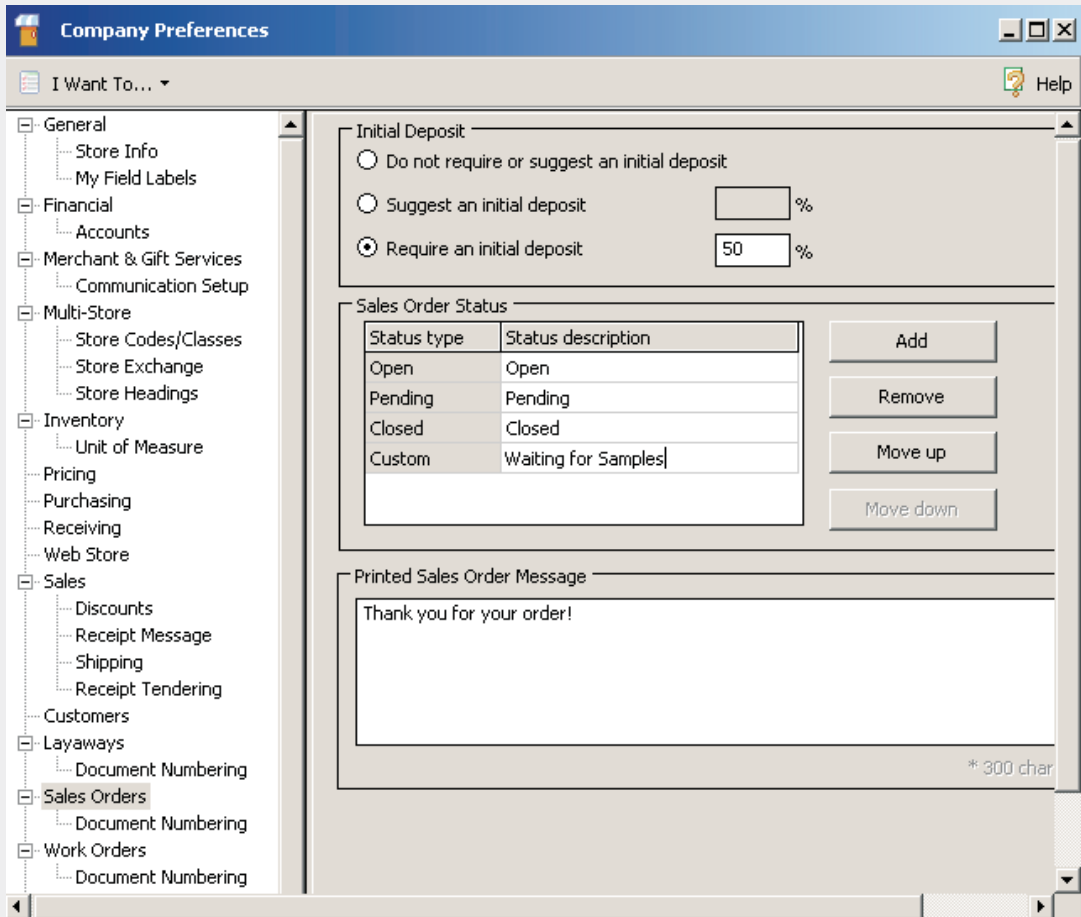 Company Preferences
I Want To...
Help
General
Store Info
My Field Labels
Financial
Accounts
Merchant & Gift Services
Communication Setup
Multi-Store
Store Codes/Classes
Store Exchange
Store Headings
Inventory
Unit of Measure
Pricing
Purchasing
Receiving
Web Store
Sales
Discounts
Receipt Message
Shipping
Receipt Tendering
Customers
Layaways
Document Numbering
Sales Orders
Document Numbering
Work Orders
Document Numbering
Initial Deposit
Do not require or suggest an initial deposit
Suggest an initial deposit %
Require an initial deposit 50 %
Sales Order Status
Status type Status description
Open Open
Pending Pending
Closed Closed
Custom Waiting for Samples
Add
Remove
Move up
Move down
Printed Sales Order Message
Thank you for your order!
* 300 char